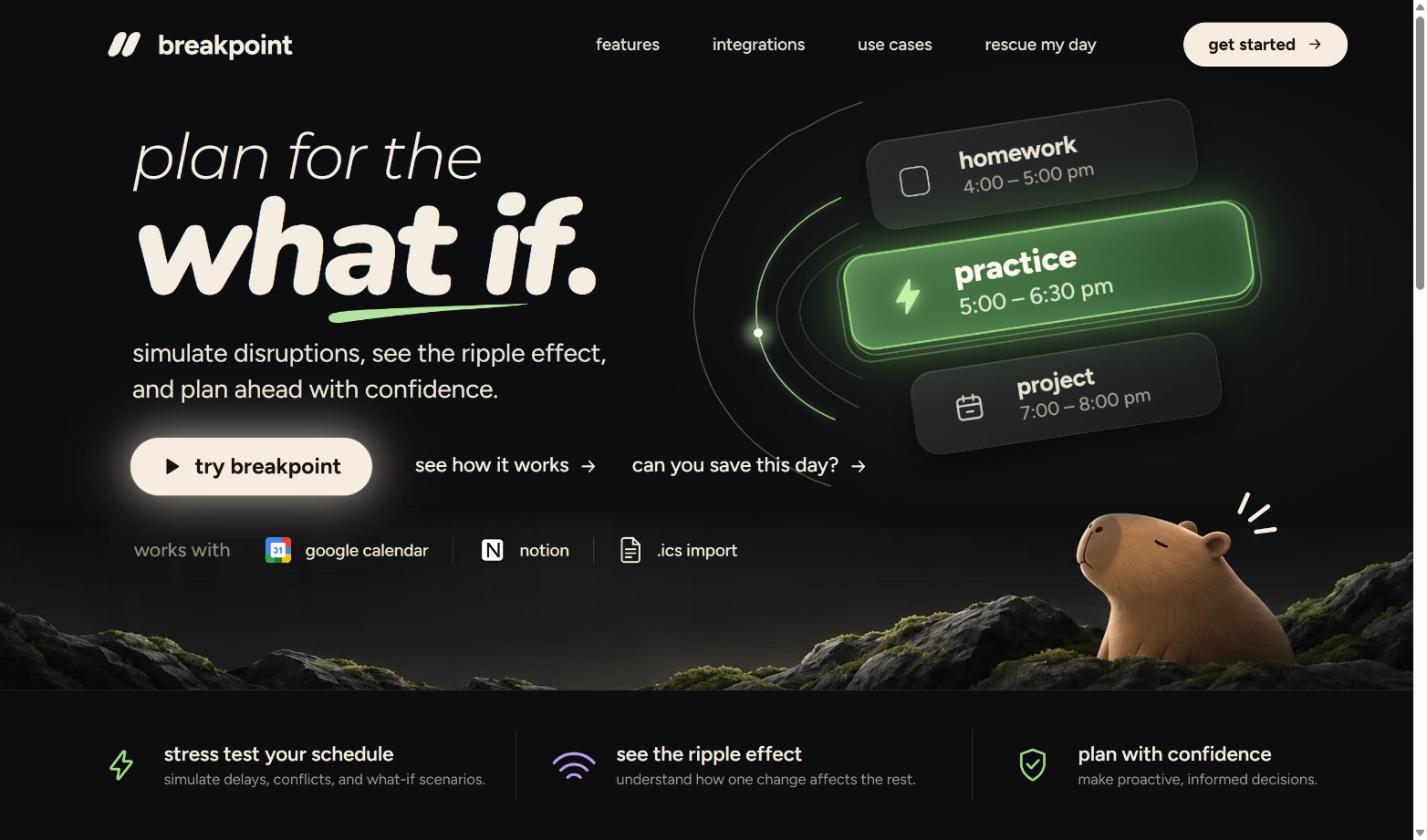 breakpoint
features
integrations
use cases
rescue my day
get started →
plan for the
what if.
simulate disruptions, see the ripple effect,
and plan ahead with confidence.
try breakpoint
see how it works →
can you save this day? →
works with
31
google calendar
N
notion
.ics import
homework
4:00 – 5:00 pm
practice
5:00 – 6:30 pm
project
7:00 – 8:00 pm
stress test your schedule
simulate delays, conflicts, and what-if scenarios.
see the ripple effect
understand how one change affects the rest.
plan with confidence
make proactive, informed decisions.